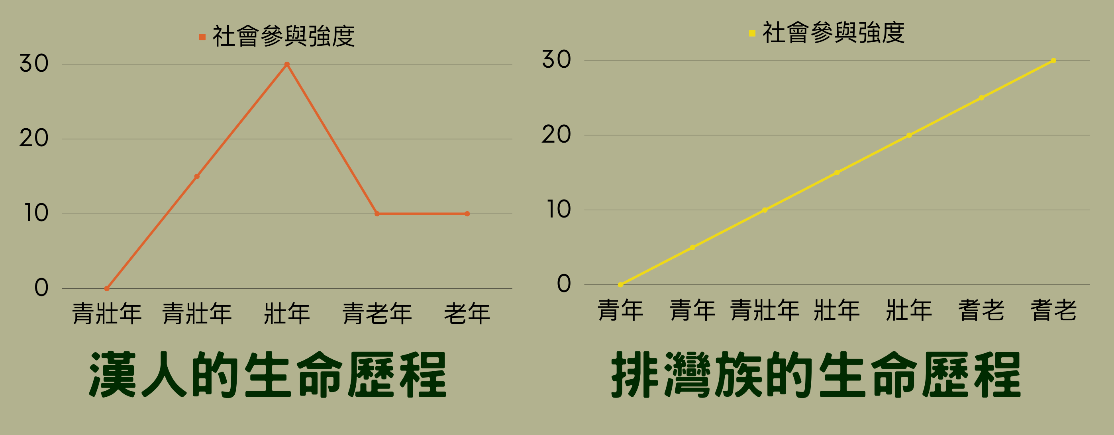 社會參與強度
30
20
10
0
青壯年 青壯年 壯年 青老年 老年
漢人的生命歷程
社會參與強度
30
20
10
0
青年 青年 青壯年 壯年 壯年 耆老 耆老
排灣族的生命歷程